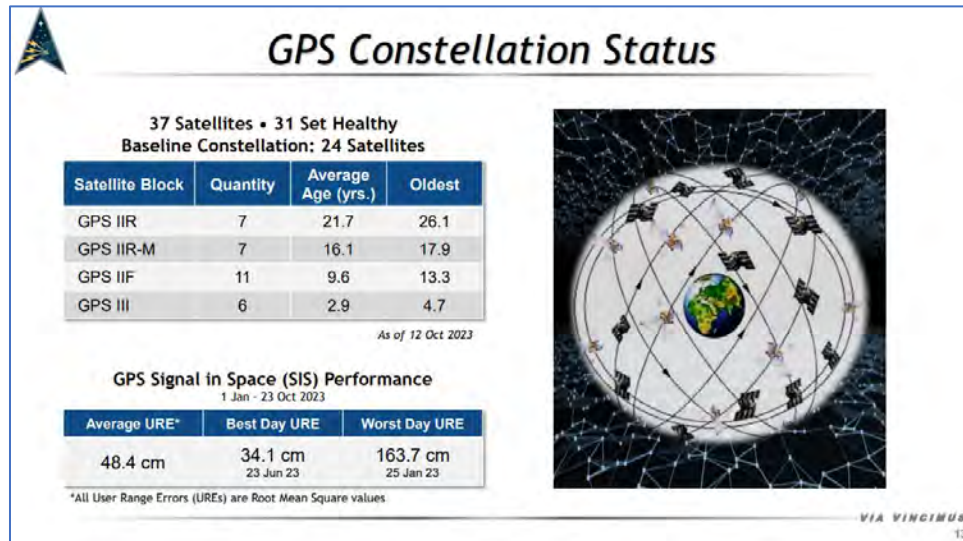 GPS Constellation Status
37 Satellites • 31 Set Healthy
Baseline Constellation: 24 Satellites
Satellite Block Quantity Average Age (yrs.) Oldest
GPS IIR 7 21.7 26.1
GPS IIR-M 7 16.1 17.9
GPS IIF 11 9.6 13.3
GPS III 6 2.9 4.7
As of 12 Oct 2023
GPS Signal in Space (SIS) Performance
1 Jan - 23 Oct 2023
Average URE* Best Day URE Worst Day URE
48.4 cm 34.1 cm 163.7 cm
23 Jun 23 25 Jan 23
*All User Range Errors (UREs) are Root Mean Square values
VIA VINCIMUS